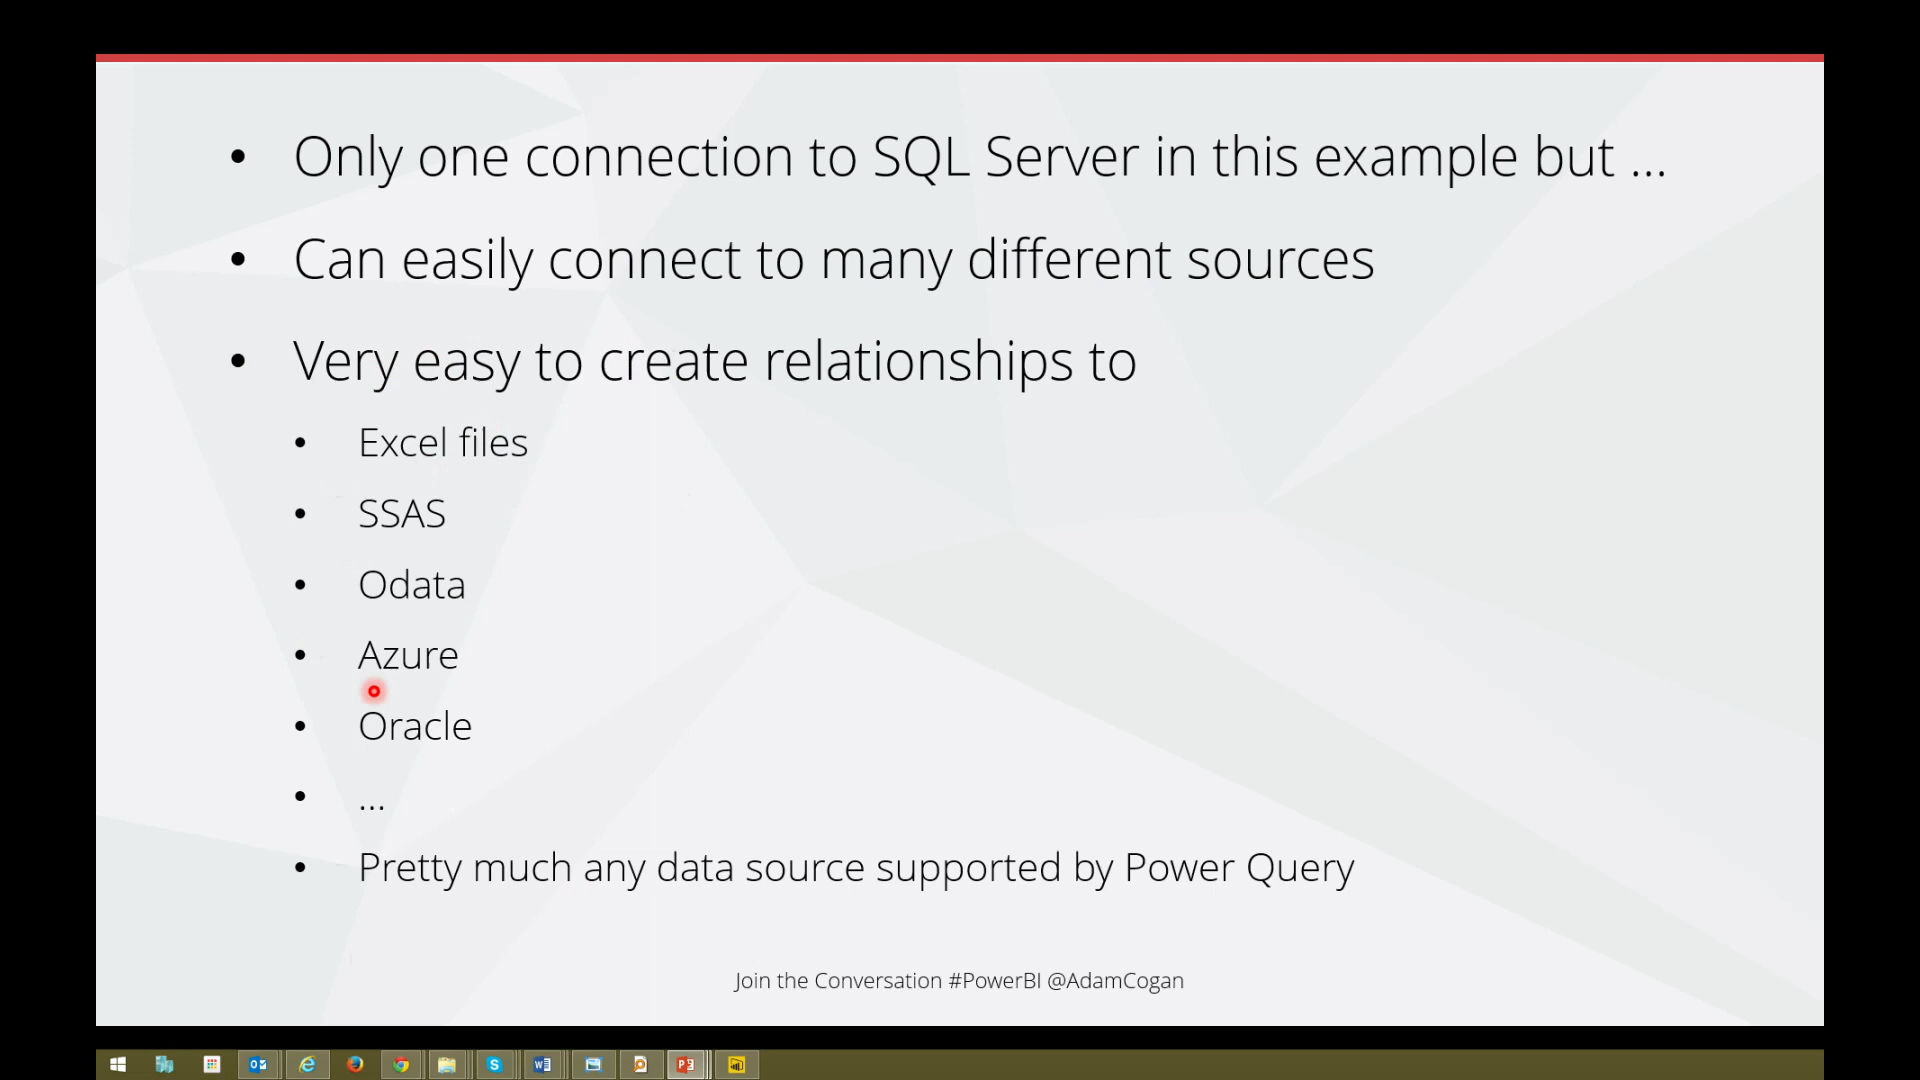 • Only one connection to SQL Server in this example but ...
• Can easily connect to many different sources
• Very easy to create relationships to
• Excel files
• SSAS
• Odata
• Azure
• Oracle
• ...
• Pretty much any data source supported by Power Query
Join the Conversation #PowerBI @AdamCogan